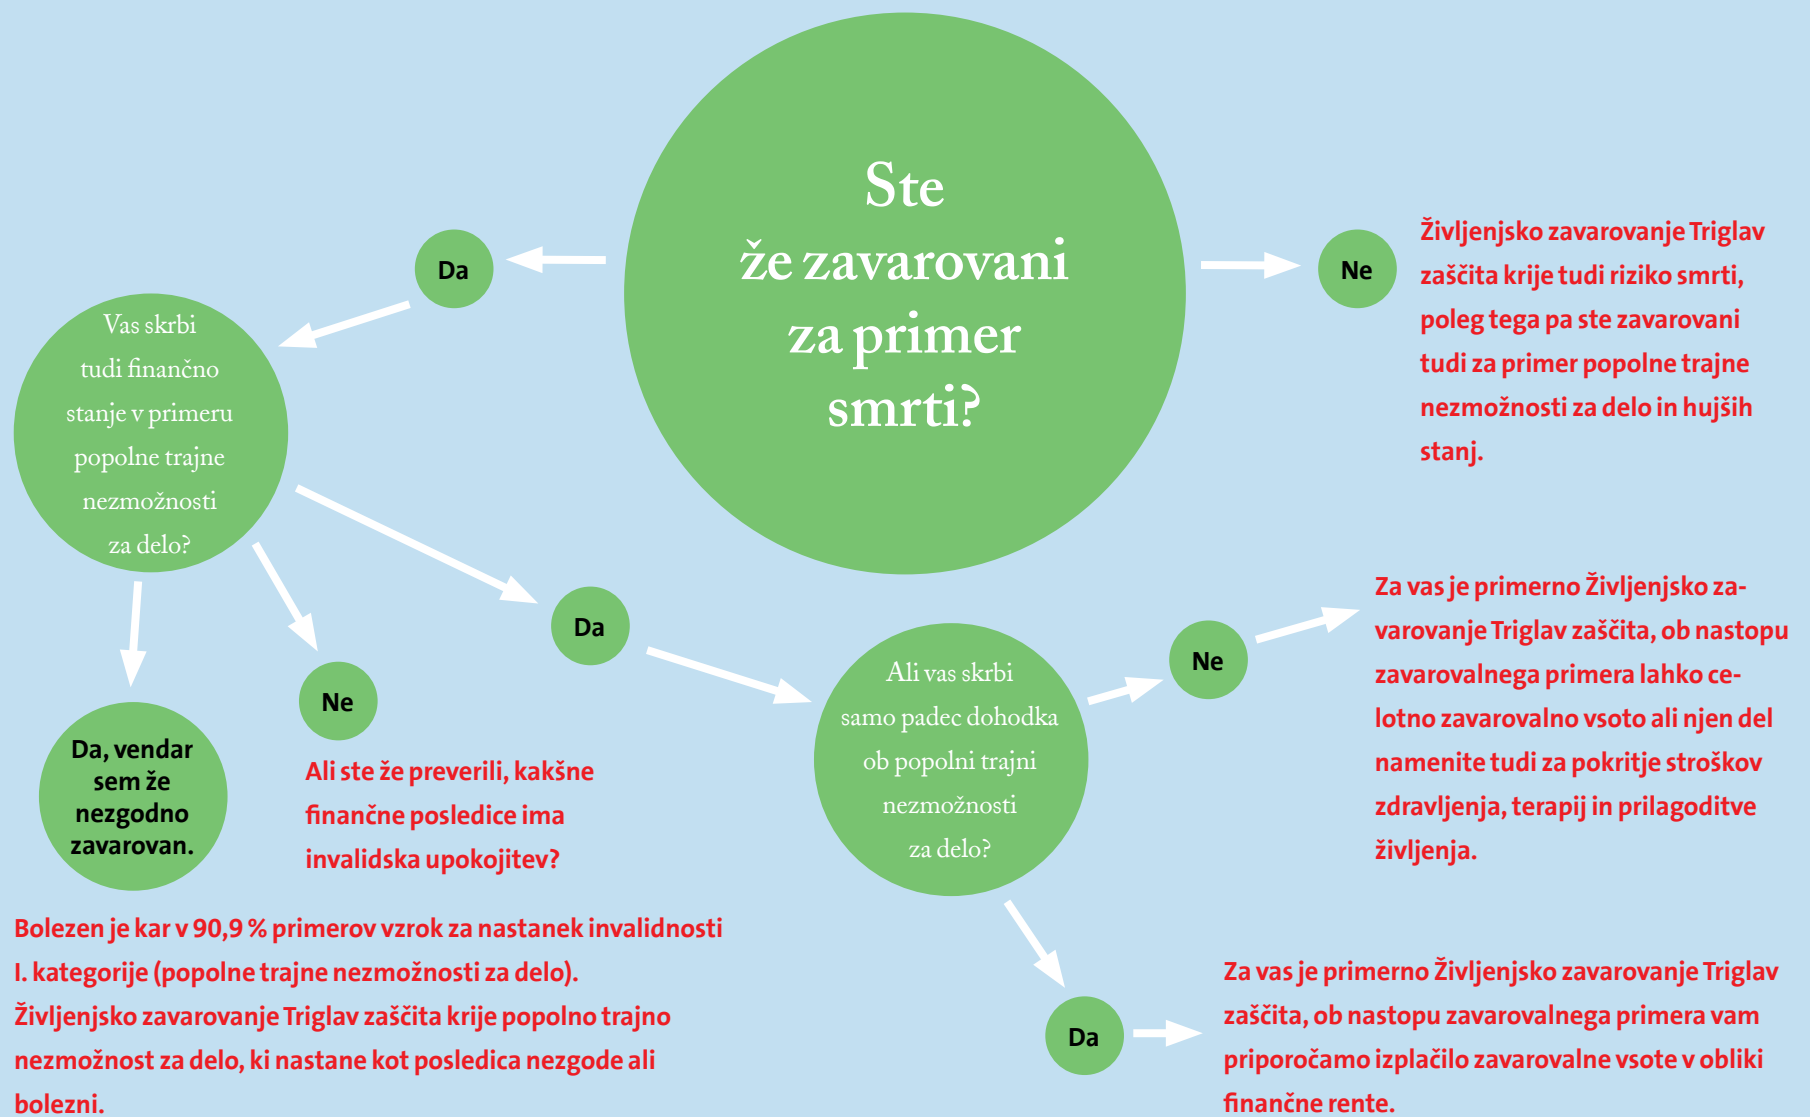 Ste
že zavarovani
za primer
smrti?
Da
Ne
Življenjsko zavarovanje Triglav
zaščita krije tudi riziko smrti,
poleg tega pa ste zavarovani
tudi za primer popolne trajne
nezmožnosti za delo in hujših
stanj.
Vas skrbi
tudi finančno
stanje v primeru
popolne trajne
nezmožnosti
za delo?
Da, vendar
sem že
nezgodno
zavarovan.
Ne
Ali ste že preverili, kakšne
finančne posledice ima
invalidska upokojitev?
Da
Ali vas skrbi
samo padec dohodka
ob popolni trajni
nezmožnosti
za delo?
Ne
Za vas je primerno Življenjsko za-
varovanje Triglav zaščita, ob nastopu
zavarovalnega primera lahko ce-
lotno zavarovalno vsoto ali njen del
namenite tudi za pokritje stroškov
zdravljenja, terapij in prilagoditve
življenja.
Bolezen je kar v 90,9 % primerov vzrok za nastanek invalidnosti
I. kategorije (popolne trajne nezmožnosti za delo).
Življenjsko zavarovanje Triglav zaščita krije popolno trajno
nezmožnost za delo, ki nastane kot posledica nezgode ali
bolezni.
Da
Za vas je primerno Življenjsko zavarovanje Triglav
zaščita, ob nastopu zavarovalnega primera vam
priporočamo izplačilo zavarovalne vsote v obliki
finančne rente.